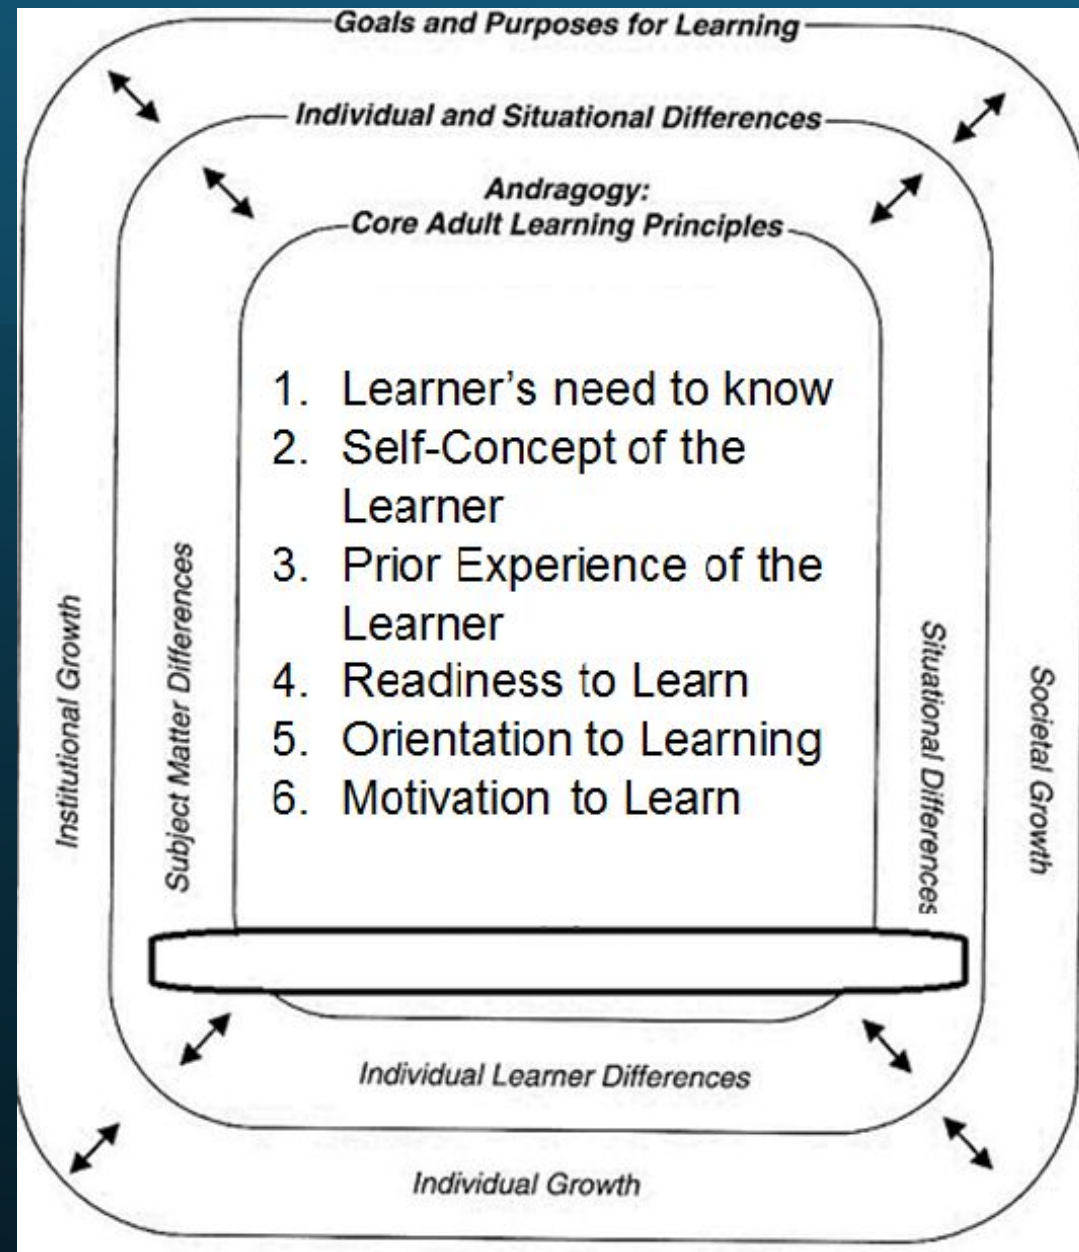 Goals and Purposes for Learning
Individual and Situational Differences
Andragogy:
Core Adult Learning Principles
1. Learner's need to know
2. Self-Concept of the
Learner
3. Prior Experience of the
Learner
4. Readiness to Learn
5. Orientation to Learning
6. Motivation to Learn
Institutional Growth
Subject Matter Differences
Situational Differences
Societal Growth
Individual Learner Differences
Individual Growth